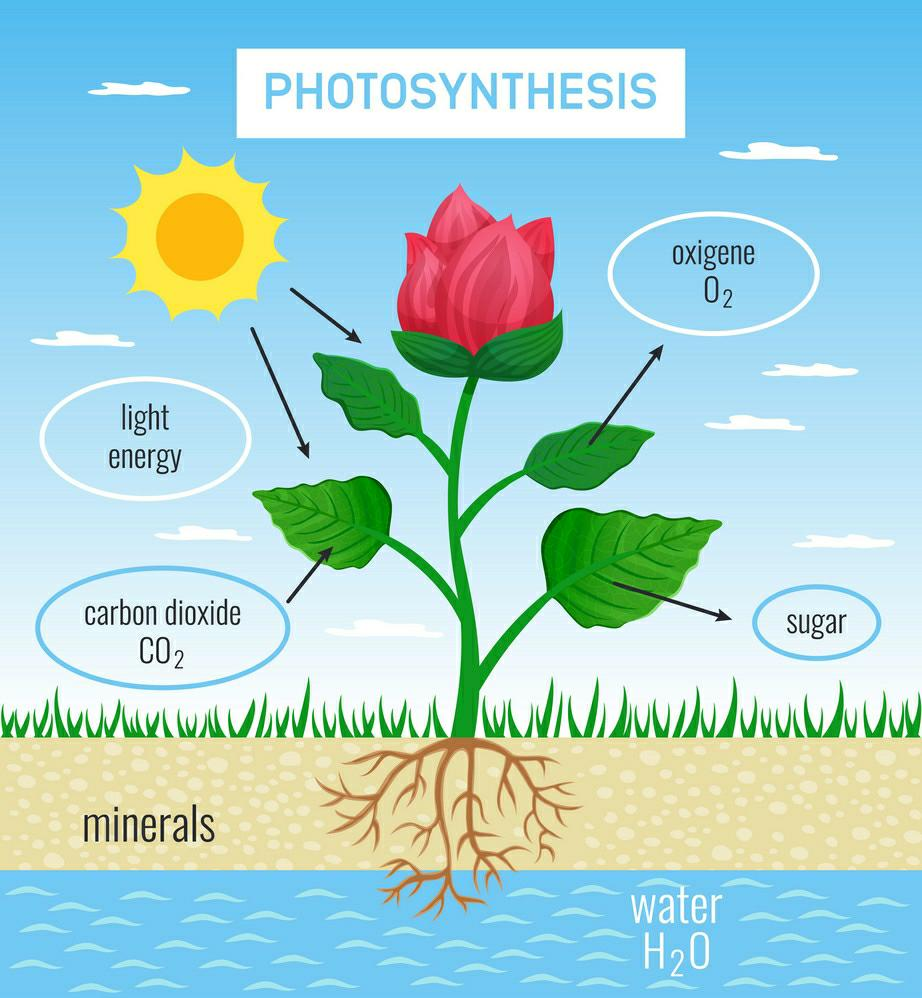 PHOTOSYNTHESIS
oxigene
O₂
light
energy
carbon dioxide
CO₂
sugar
minerals
water
H₂O